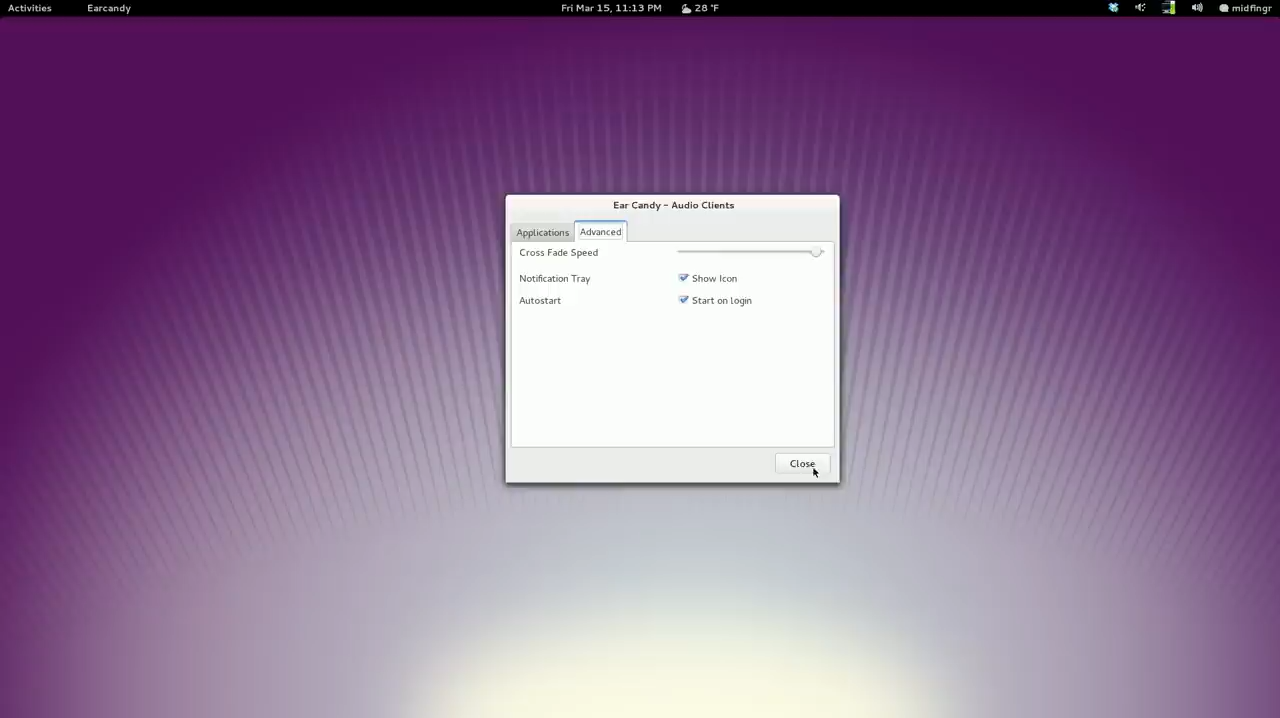 Activities Earcandy Fri Mar 15, 11:13 PM 28 °F midfingr
Ear Candy - Audio Clients
Applications Advanced
Cross Fade Speed
Notification Tray Show Icon
Autostart Start on login
Close